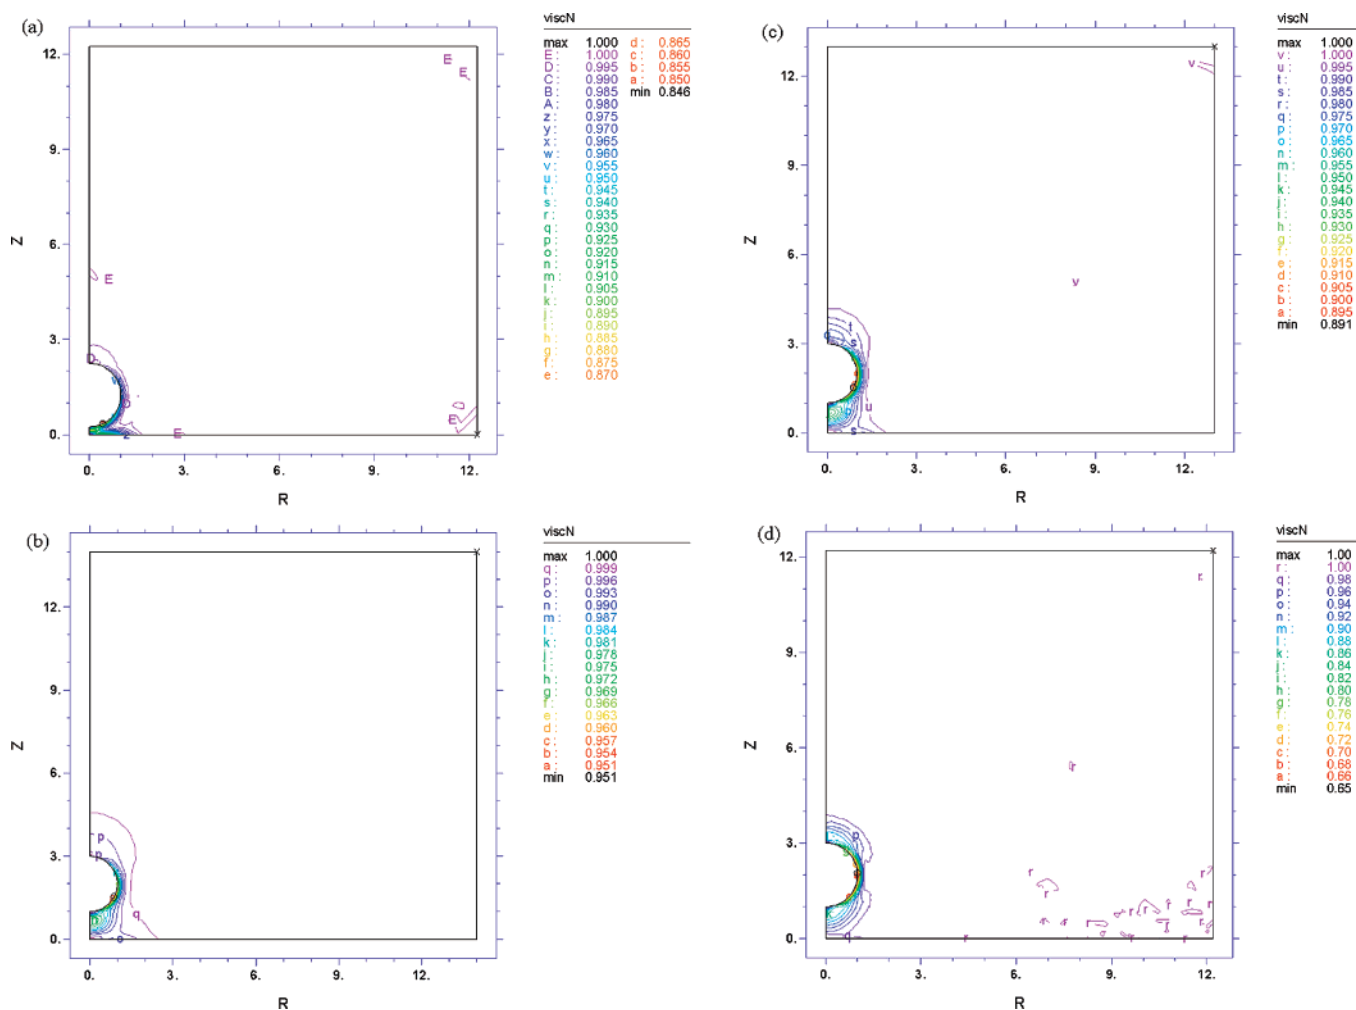 (a)
viscN
max 1.000 d : 0.865
E : 1.000 c : 0.860
D : 0.995 b : 0.855
C : 0.990 a : 0.850
B : 0.985 min 0.846
A : 0.980
z : 0.975
y : 0.970
x : 0.965
w : 0.960
v : 0.955
u : 0.950
t : 0.945
s : 0.940
r : 0.935
q : 0.930
p : 0.925
o : 0.920
n : 0.915
m : 0.910
l : 0.905
k : 0.900
j : 0.895
i : 0.890
h : 0.885
g : 0.880
f : 0.875
e : 0.870
12.
9.
6.
3.
0.
Z
E
E
E
D
E
E
z
0. 3. 6. 9. 12.
R
(c)
viscN
max 1.000
v : 1.000
u : 0.995
t : 0.990
s : 0.985
r : 0.980
q : 0.975
p : 0.970
o : 0.965
n : 0.960
m : 0.955
l : 0.950
k : 0.945
j : 0.940
i : 0.935
h : 0.930
g : 0.925
f : 0.920
e : 0.915
d : 0.910
c : 0.905
b : 0.900
a : 0.895
min 0.891
12.
9.
6.
3.
0.
Z
v
v
t
s
u
s
0. 3. 6. 9. 12.
R
(b)
viscN
max 1.000
q : 0.999
p : 0.996
o : 0.993
n : 0.990
m : 0.987
l : 0.984
k : 0.981
j : 0.978
i : 0.975
h : 0.972
g : 0.969
f : 0.966
e : 0.963
d : 0.960
c : 0.957
b : 0.954
a : 0.951
min 0.951
12.
9.
6.
3.
0.
Z
p
p
q
o
0. 3. 6. 9. 12.
R
(d)
viscN
max 1.00
r : 1.00
q : 0.98
p : 0.96
o : 0.94
n : 0.92
m : 0.90
l : 0.88
k : 0.86
j : 0.84
i : 0.82
h : 0.80
g : 0.78
f : 0.76
e : 0.74
d : 0.72
c : 0.70
b : 0.68
a : 0.66
min 0.65
12.
9.
6.
3.
0.
Z
r
r
p
r r
r r r
r r r r r
r r r r
q r r r
0. 3. 6. 9. 12.
R